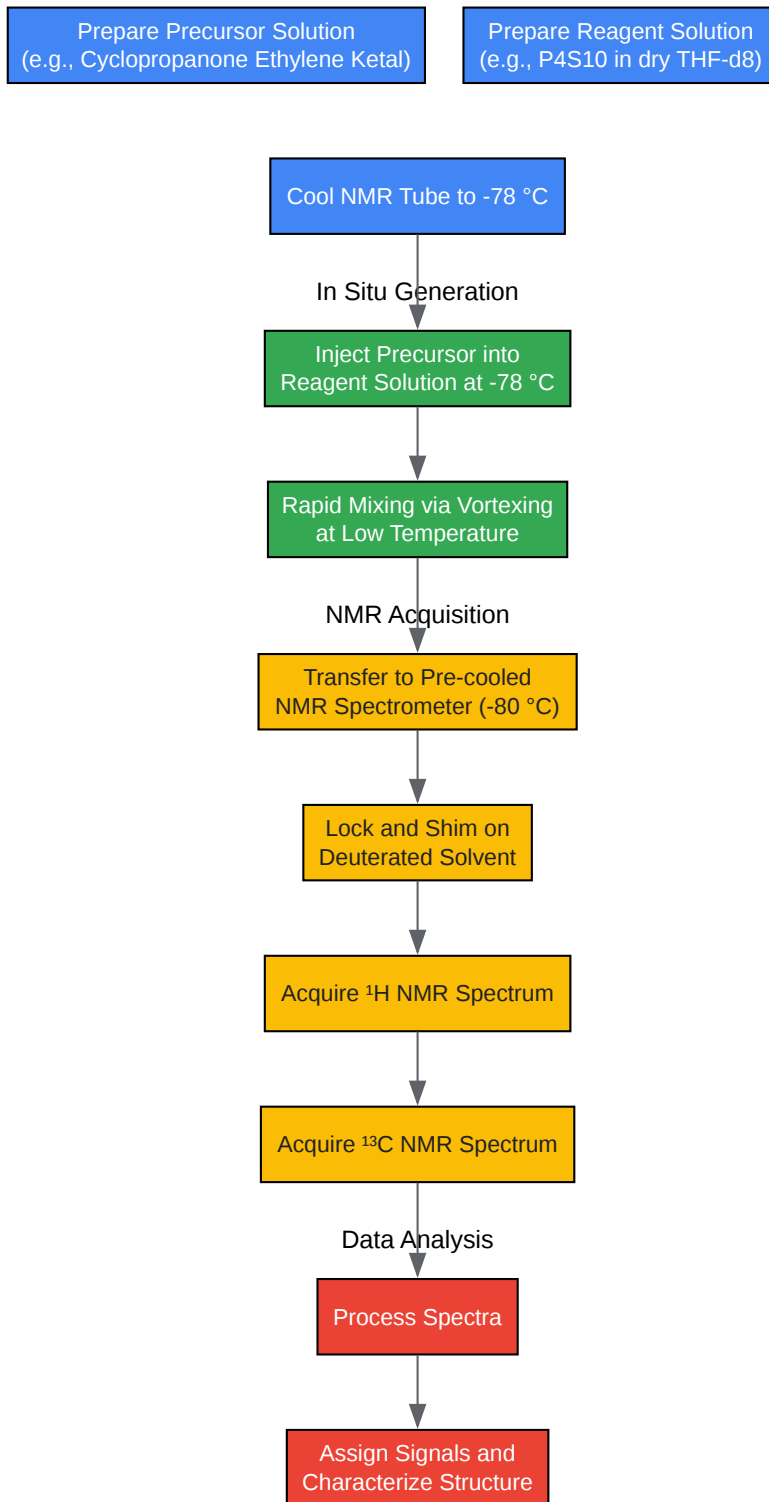 Prepare Precursor Solution
(e.g., Cyclopropanone Ethylene Ketal)
Prepare Reagent Solution
(e.g., P4S10 in dry THF-d8)
Cool NMR Tube to -78 °C
In Situ Generation
Inject Precursor into
Reagent Solution at -78 °C
Rapid Mixing via Vortexing
at Low Temperature
NMR Acquisition
Transfer to Pre-cooled
NMR Spectrometer (-80 °C)
Lock and Shim on
Deuterated Solvent
Acquire ¹H NMR Spectrum
Acquire ¹³C NMR Spectrum
Data Analysis
Process Spectra
Assign Signals and
Characterize Structure